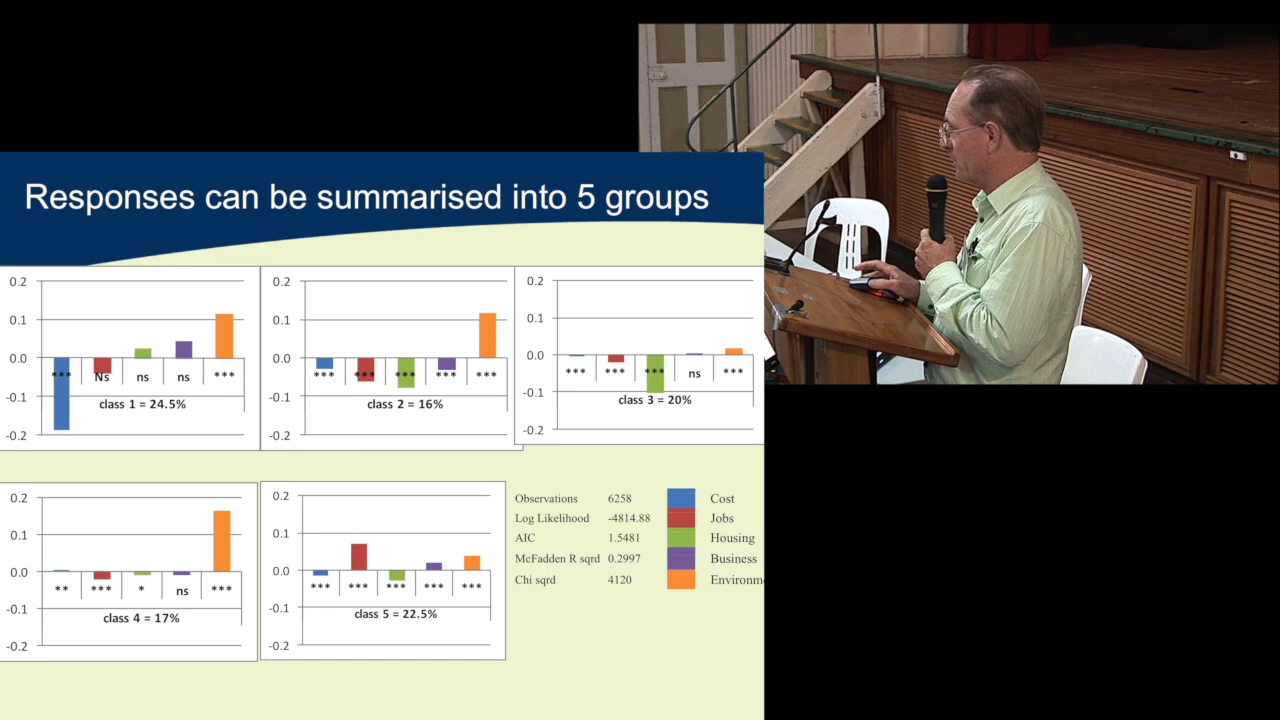 Responses can be summarised into 5 groups
0.2
0.1
0.0
-0.1
-0.2
*** Ns ns ns ***
class 1 = 24.5%
0.2
0.1
0.0
-0.1
-0.2
*** *** *** *** ***
class 2 = 16%
0.2
0.1
0.0
-0.1
-0.2
*** *** *** ns ***
class 3 = 20%
0.2
0.1
0.0
-0.1
-0.2
** *** * ns ***
class 4 = 17%
0.2
0.1
0.0
-0.1
-0.2
*** *** *** *** ***
class 5 = 22.5%
Observations 6258
Log Likelihood -4814.88
AIC 1.5481
McFadden R sqrd 0.2997
Chi sqrd 4120
Cost
Jobs
Housing
Business
Environm